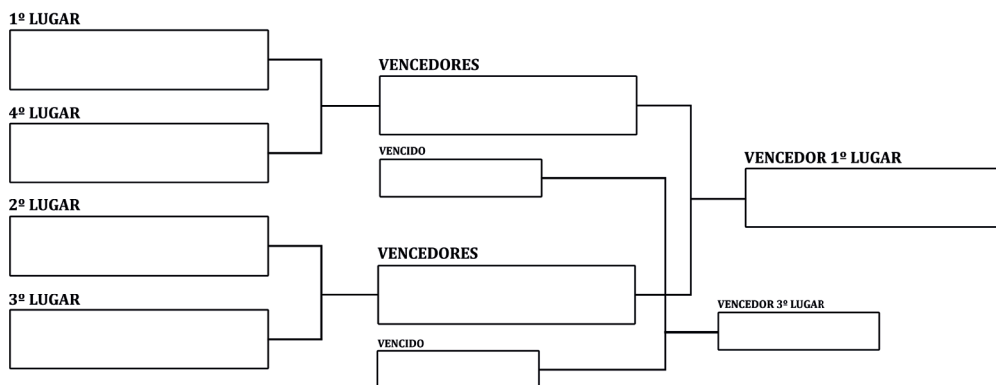 1º LUGAR
4º LUGAR
2º LUGAR
3º LUGAR
VENCEDORES
VENCIDO
VENCEDORES
VENCIDO
VENCEDOR 1º LUGAR
VENCEDOR 3º LUGAR